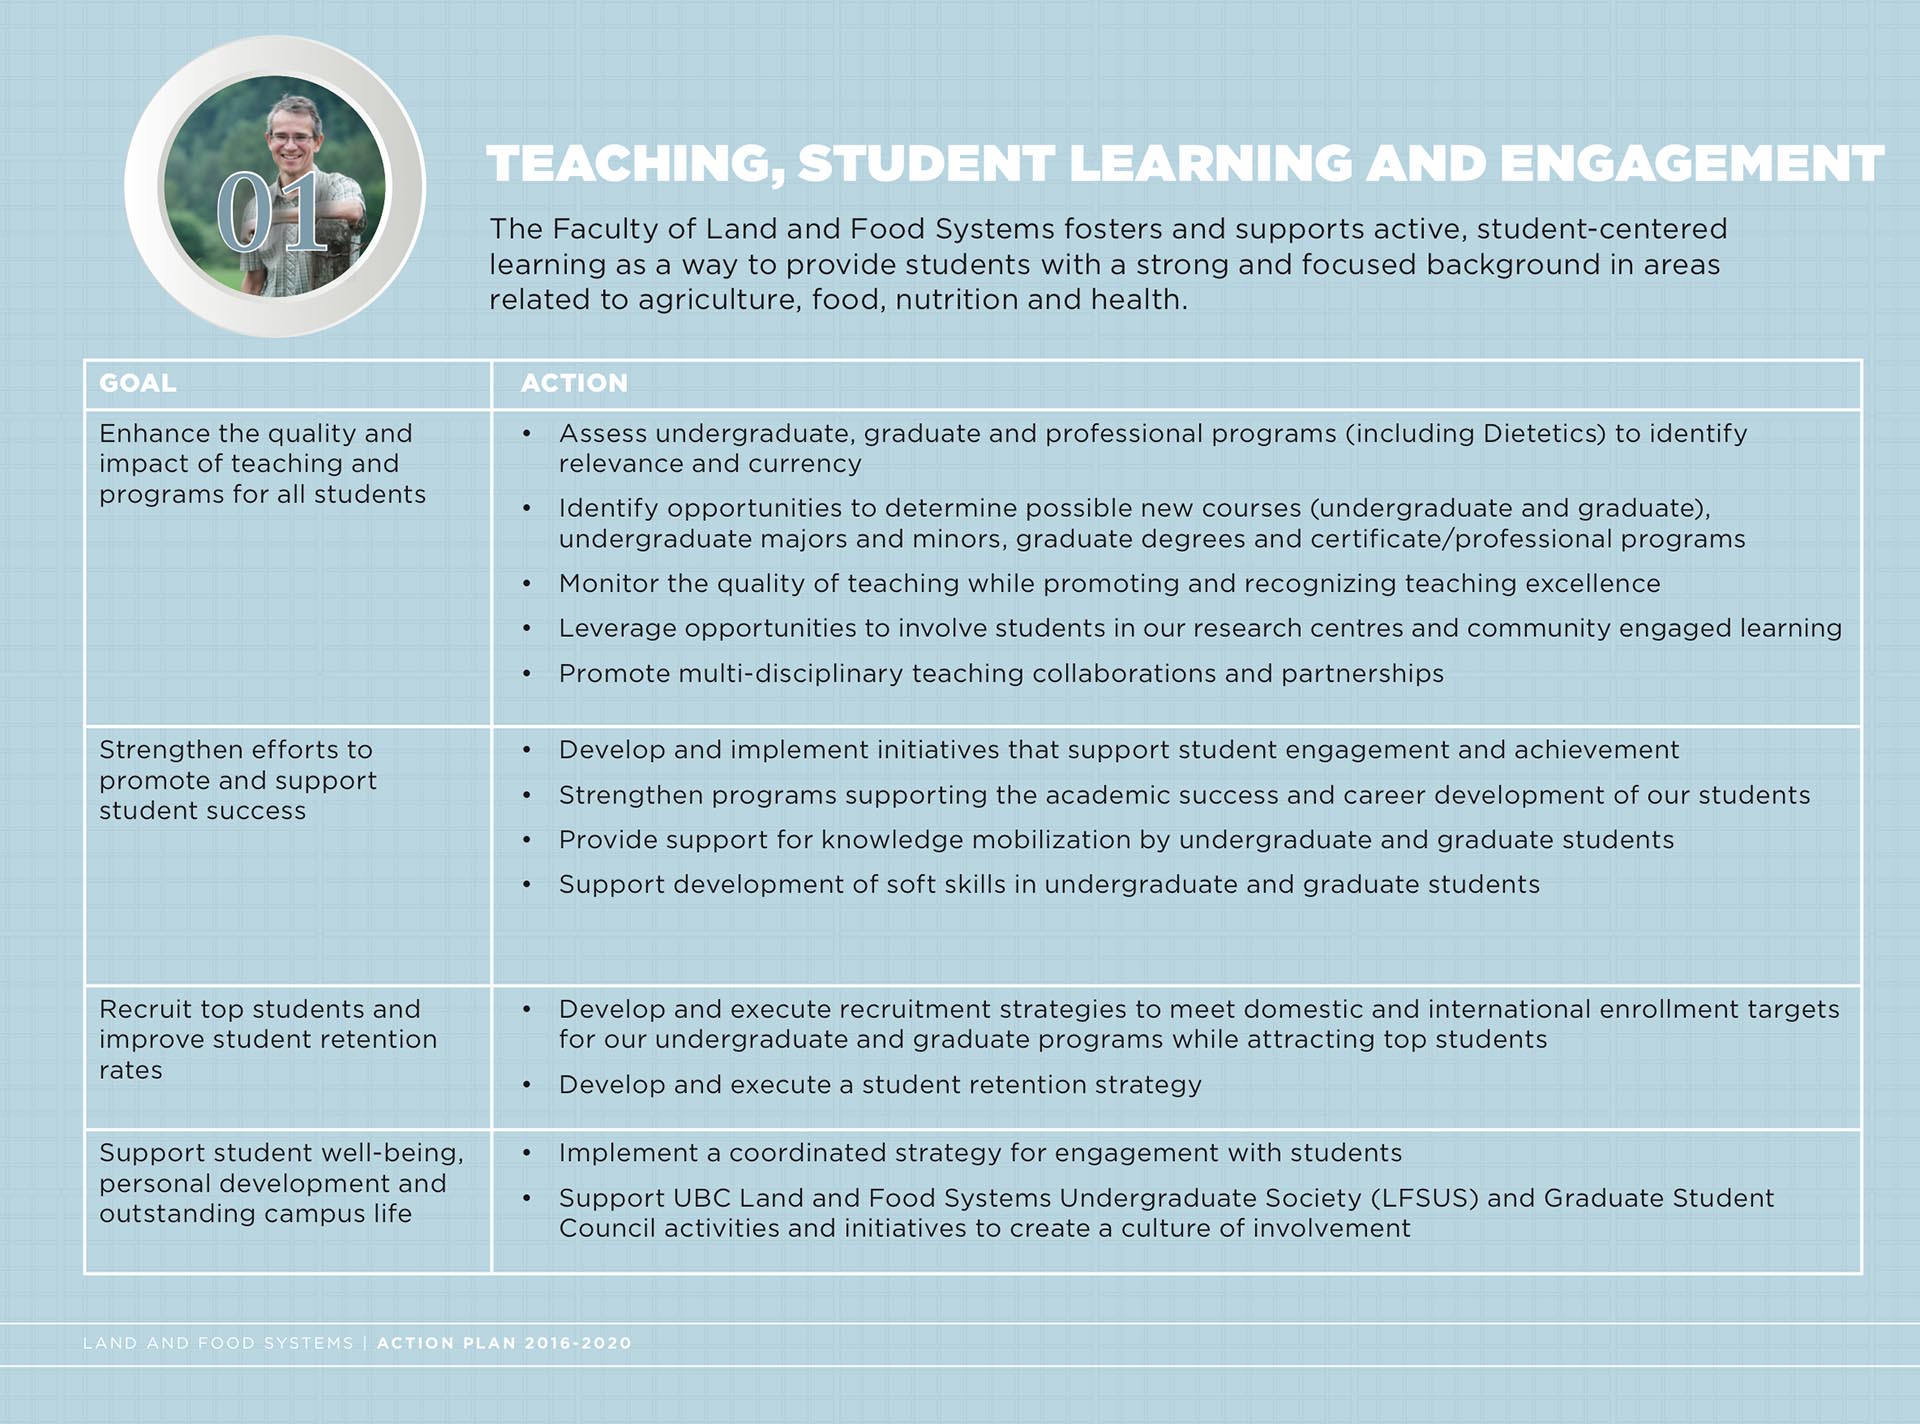 01
TEACHING, STUDENT LEARNING AND ENGAGEMENT
The Faculty of Land and Food Systems fosters and supports active, student-centered
learning as a way to provide students with a strong and focused background in areas
related to agriculture, food, nutrition and health.
GOAL
ACTION
Enhance the quality and
impact of teaching and
programs for all students
• Assess undergraduate, graduate and professional programs (including Dietetics) to identify
relevance and currency
• Identify opportunities to determine possible new courses (undergraduate and graduate),
undergraduate majors and minors, graduate degrees and certificate/professional programs
• Monitor the quality of teaching while promoting and recognizing teaching excellence
• Leverage opportunities to involve students in our research centres and community engaged learning
• Promote multi-disciplinary teaching collaborations and partnerships
Strengthen efforts to
promote and support
student success
• Develop and implement initiatives that support student engagement and achievement
• Strengthen programs supporting the academic success and career development of our students
• Provide support for knowledge mobilization by undergraduate and graduate students
• Support development of soft skills in undergraduate and graduate students
Recruit top students and
improve student retention
rates
• Develop and execute recruitment strategies to meet domestic and international enrollment targets
for our undergraduate and graduate programs while attracting top students
• Develop and execute a student retention strategy
Support student well-being,
personal development and
outstanding campus life
• Implement a coordinated strategy for engagement with students
• Support UBC Land and Food Systems Undergraduate Society (LFSUS) and Graduate Student
Council activities and initiatives to create a culture of involvement
LAND AND FOOD SYSTEMS | ACTION PLAN 2016-2020